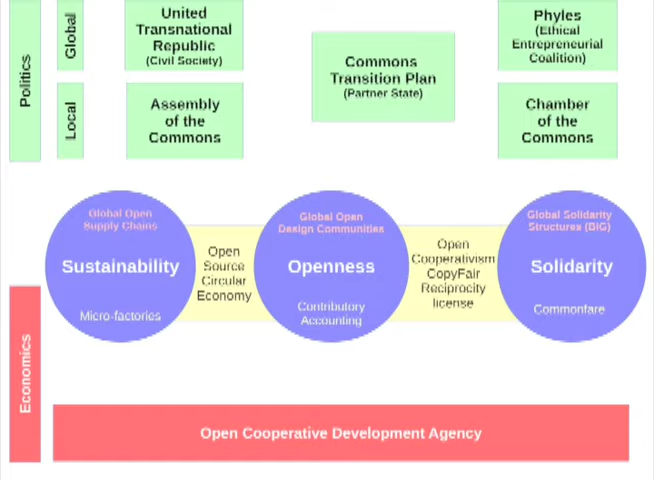 Politics
Global
United
Transnational
Republic
(Civil Society)
Commons
Transition Plan
(Partner State)
Phyles
(Ethical
Entrepreneurial
Coalition)
Local
Assembly
of the
Commons
Chamber
of the
Commons
Global Open
Supply Chains
Sustainability
Micro-factories
Open
Source
Circular
Economy
Global Open
Design Communities
Openness
Contributory
Accounting
Open
Cooperativism
CopyFair
Reciprocity
license
Global Solidarity
Structures (BIG)
Solidarity
Commonfare
Economics
Open Cooperative Development Agency